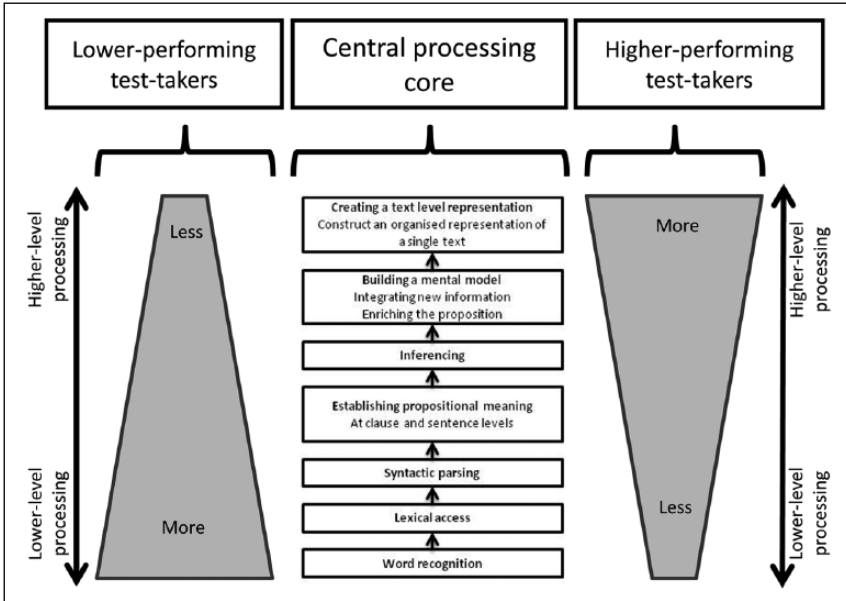 Lower-performing
test-takers
Central processing
core
Higher-performing
test-takers
Higher-level
processing
Lower-level
processing
Less
More
Creating a text level representation
Construct an organised representation of
a single text
Building a mental model
Integrating new information
Enriching the proposition
Inferencing
Establishing propositional meaning
At clause and sentence levels
Syntactic parsing
Lexical access
Word recognition
More
Less
Higher-level
processing
Lower-level
processing